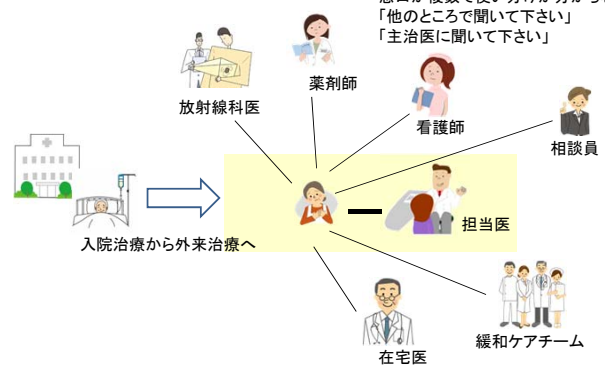 「他のところで聞いて下さい」
「主治医に聞いて下さい」
放射線科医
薬剤師
看護師
相談員
入院治療から外来治療へ
担当医
在宅医
緩和ケアチーム